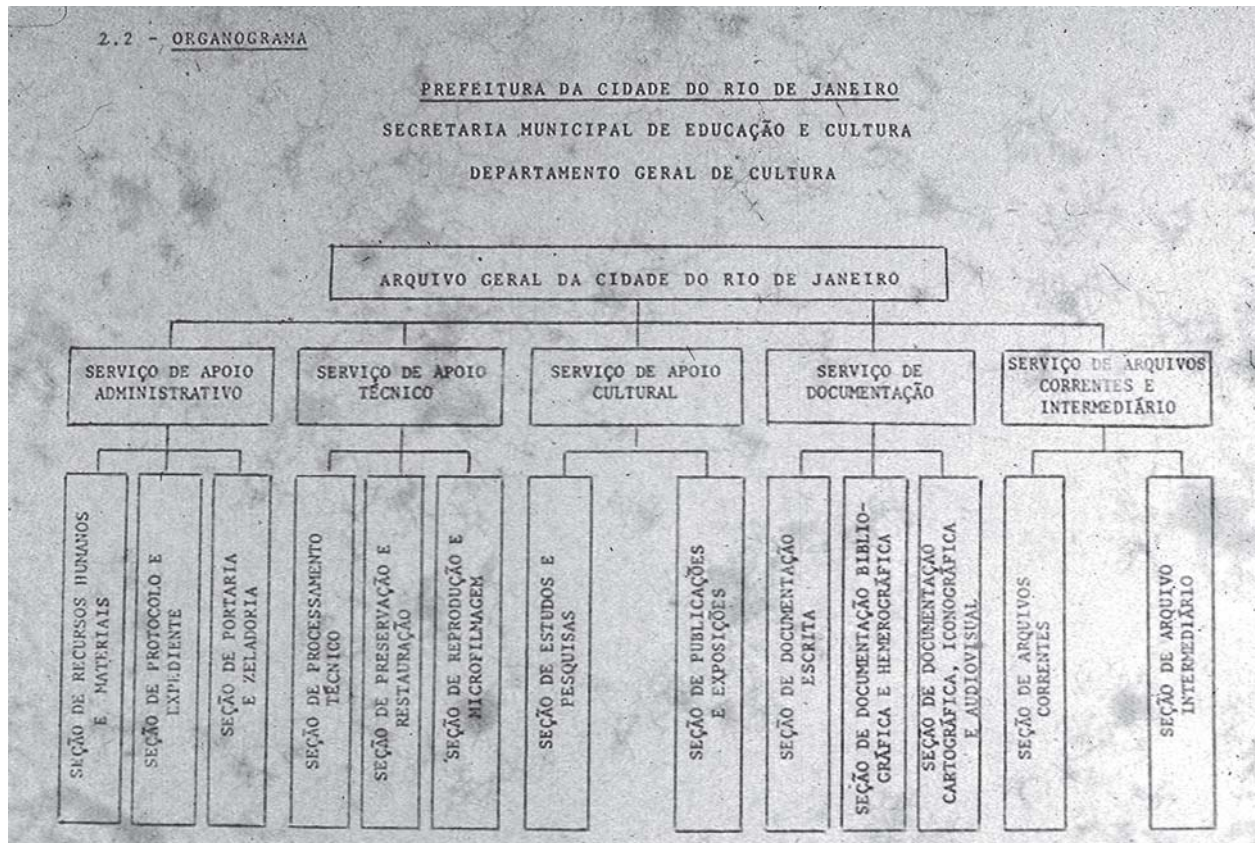 2.2 - ORGANOGRAMA
PREFEITURA DA CIDADE DO RIO DE JANEIRO
SECRETARIA MUNICIPAL DE EDUCAÇÃO E CULTURA
DEPARTAMENTO GERAL DE CULTURA
ARQUIVO GERAL DA CIDADE DO RIO DE JANEIRO
SERVIÇO DE APOIO
ADMINISTRATIVO
SERVIÇO DE APOIO
TÉCNICO
SERVIÇO DE APOIO
CULTURAL
SERVIÇO DE
DOCUMENTAÇÃO
SERVIÇO DE ARQUIVOS
CORRENTES E
INTERMEDIÁRIO
SEÇÃO DE RECURSOS HUMANOS
E MATERIAIS
SEÇÃO DE PROTOCOLO E
EXPEDIENTE
SEÇÃO DE PORTARIA
E ZELADORIA
SEÇÃO DE PROCESSAMENTO
TÉCNICO
SEÇÃO DE PRESERVAÇÃO E
RESTAURAÇÃO
SEÇÃO DE REPRODUÇÃO E
MICROFILMAGEM
SEÇÃO DE ESTUDOS E
PESQUISAS
SEÇÃO DE PUBLICAÇÕES
E EXPOSIÇÕES
SEÇÃO DE DOCUMENTAÇÃO
ESCRITA
SEÇÃO DE DOCUMENTAÇÃO BIBLIO-
GRÁFICA E HEMEROGRÁFICA
SEÇÃO DE DOCUMENTAÇÃO
CARTOGRÁFICA, ICONOGRÁFICA
E AUDIOVISUAL
SEÇÃO DE ARQUIVOS
CORRENTES
SEÇÃO DE ARQUIVO
INTERMEDIÁRIO